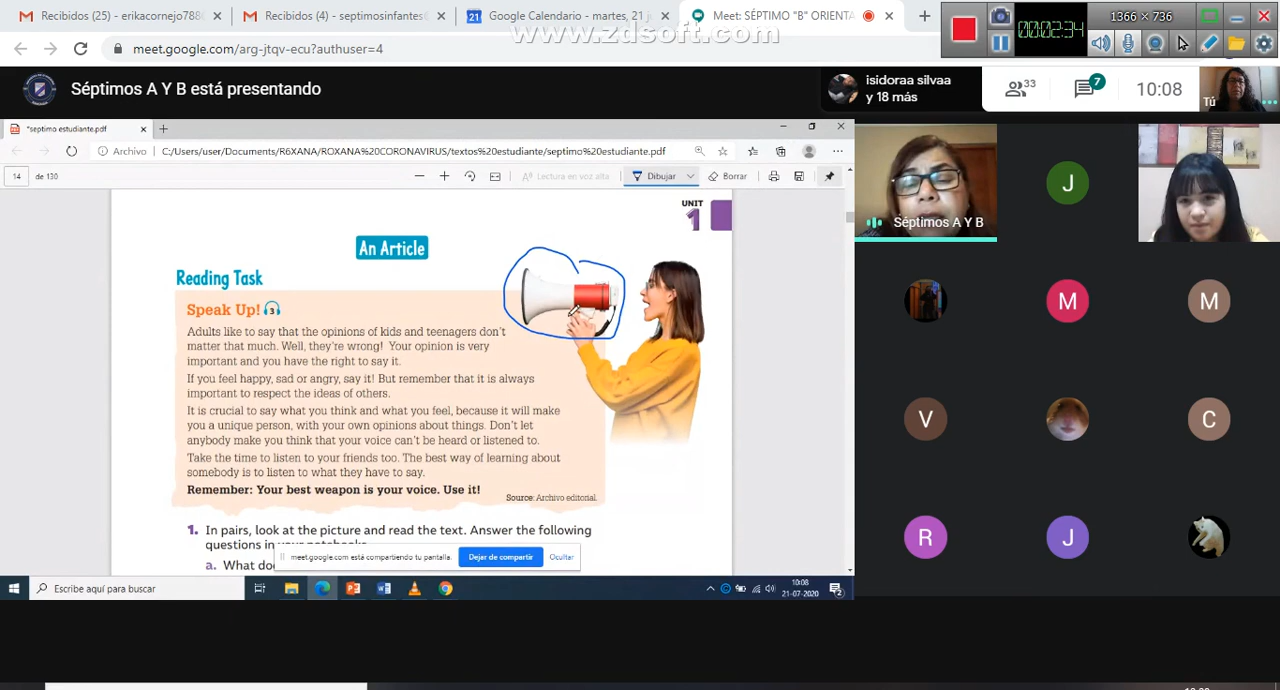 Recibidos (25) - erikacornejo788
Recibidos (4) - septimosinfantes
Google Calendario - martes, 21 ju
Meet: SÉPTIMO "B" ORIENTA
1366 × 736
00:02:34
www.zdsoft.com
meet.google.com/arg-jtqv-ecu?authuser=4
Séptimos A Y B está presentando
isidoraa silvaa
y 18 más
33
7
10:08
Tú
*septimo estudiante.pdf
Archivo
C:/Users/user/Documents/R6XANA/ROXANA%20CORONAVIRUS/textos%20estudiante/septimo%20estudiante.pdf
14
de 130
Lectura en voz alta
Dibujar
Borrar
UNIT
1
An Article
Reading Task
Speak Up! 3
Adults like to say that the opinions of kids and teenagers don't
matter that much. Well, they're wrong! Your opinion is very
important and you have the right to say it.
If you feel happy, sad or angry, say it! But remember that it is always
important to respect the ideas of others.
It is crucial to say what you think and what you feel, because it will make
you a unique person, with your own opinions about things. Don't let
anybody make you think that your voice can't be heard or listened to.
Take the time to listen to your friends too. The best way of learning about
somebody is to listen to what they have to say.
Remember: Your best weapon is your voice. Use it!
Source: Archivo editorial.
1. In pairs, look at the picture and read the text. Answer the following
questions in your notebooks.
a. What do
meet.google.com está compartiendo tu pantalla.
Dejar de compartir
Ocultar
Escribe aquí para buscar
10:08
21-07-2020
2
Séptimos A Y B
J
M
M
V
C
R
J